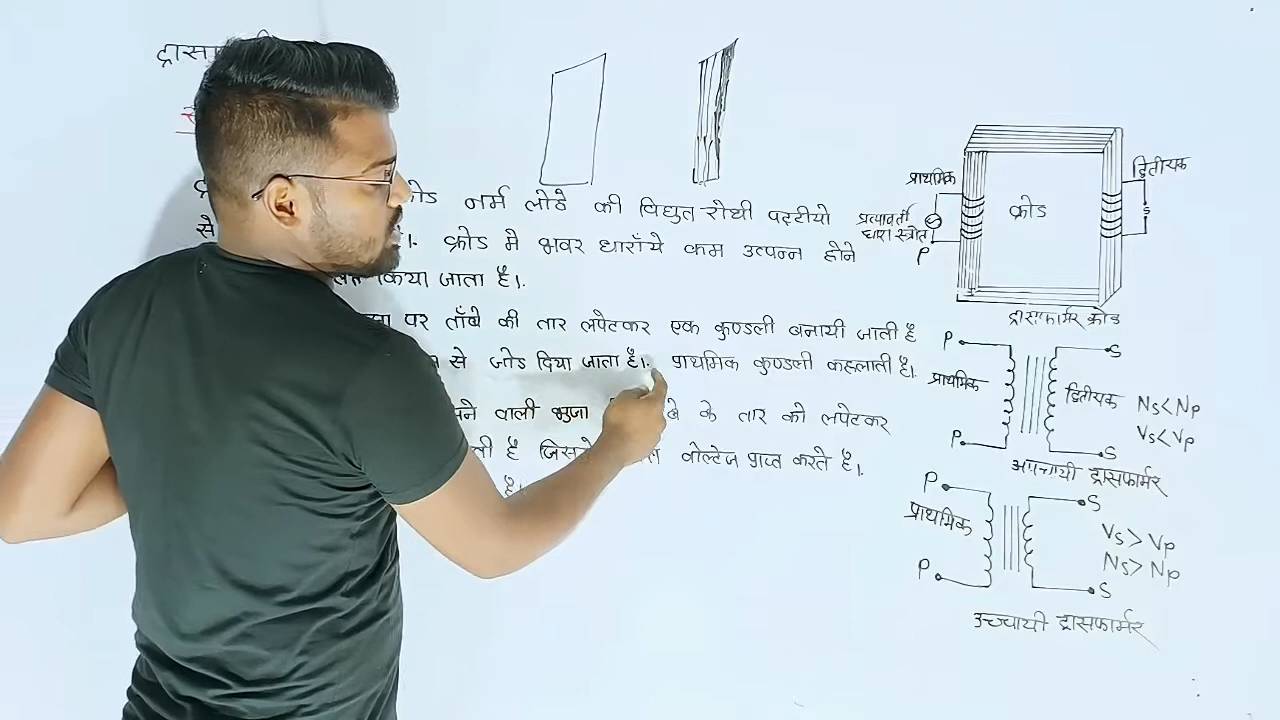 क्रोड नर्म लोहे की विद्युत-रोधी पट्टीयो
से है। क्रोड मे भवर धाराँये कम उत्पन्न होने
किया जाता है।
पर ताँबे की तार लपेटकर एक कुण्डली बनायी जाती है
से जोड दिया जाता है। प्राथमिक कुण्डली कहलाती है।
वाली भुजा के तार को लपेटकर
है वोल्टेज प्राप्त करते है।
है।
प्राथमिक
द्वितीयक
प्रत्यावर्ती
धारा स्त्रोत
P
क्रोड
S
ट्रासफार्मर क्रोड
P
S
प्राथमिक
द्वितीयक
Ns<Np
Vs<Vp
P
S
अपचायी ट्रासफार्मर
P
S
प्राथमिक
Vs>Vp
Ns>Np
P
S
उच्चायी ट्रासफार्मर